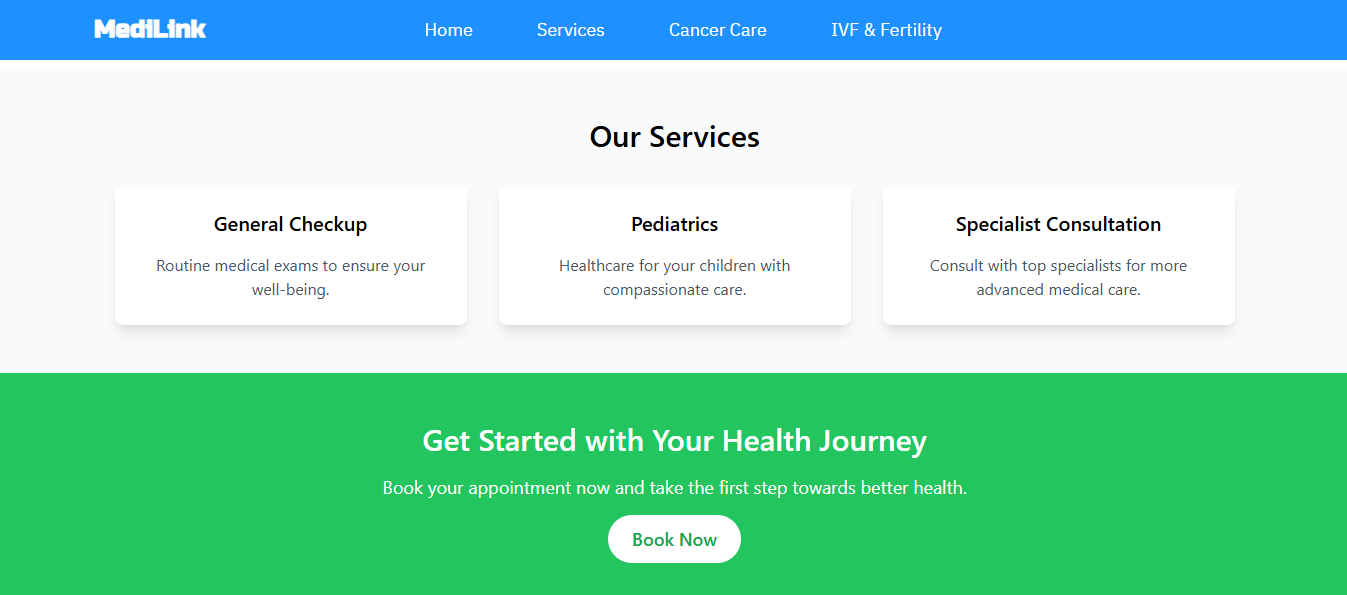 MediLink Home Services Cancer Care IVF & Fertility
Our Services
General Checkup
Routine medical exams to ensure your
well-being.
Pediatrics
Healthcare for your children with
compassionate care.
Specialist Consultation
Consult with top specialists for more
advanced medical care.
Get Started with Your Health Journey
Book your appointment now and take the first step towards better health.
Book Now